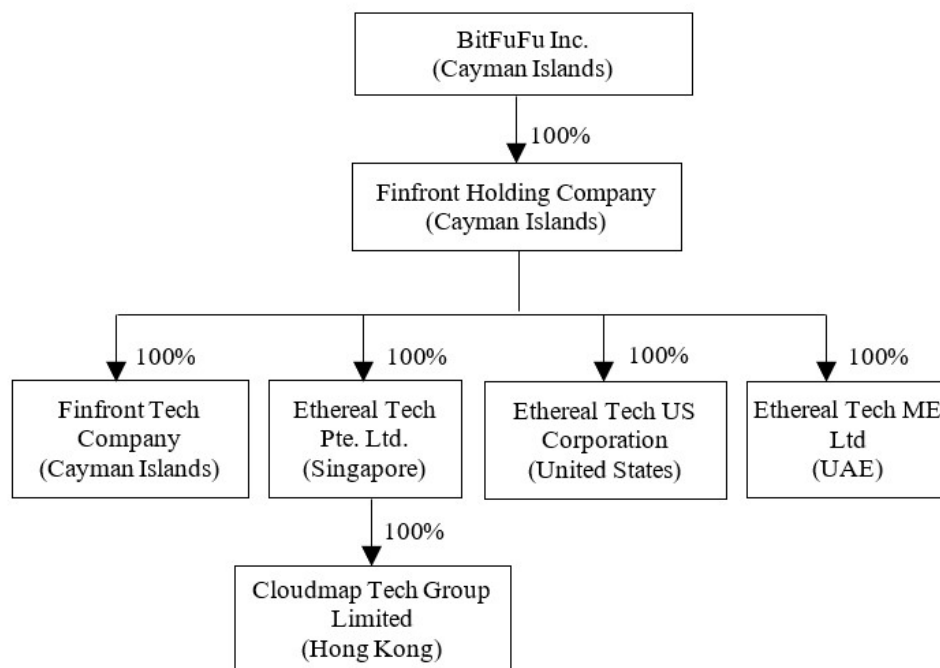 BitFuFu Inc.
(Cayman Islands)
100%
Finfront Holding Company
(Cayman Islands)
100%
100%
100%
100%
Finfront Tech
Company
(Cayman Islands)
Ethereal Tech
Pte. Ltd.
(Singapore)
Ethereal Tech US
Corporation
(United States)
Ethereal Tech ME
Ltd
(UAE)
100%
Cloudmap Tech Group
Limited
(Hong Kong)